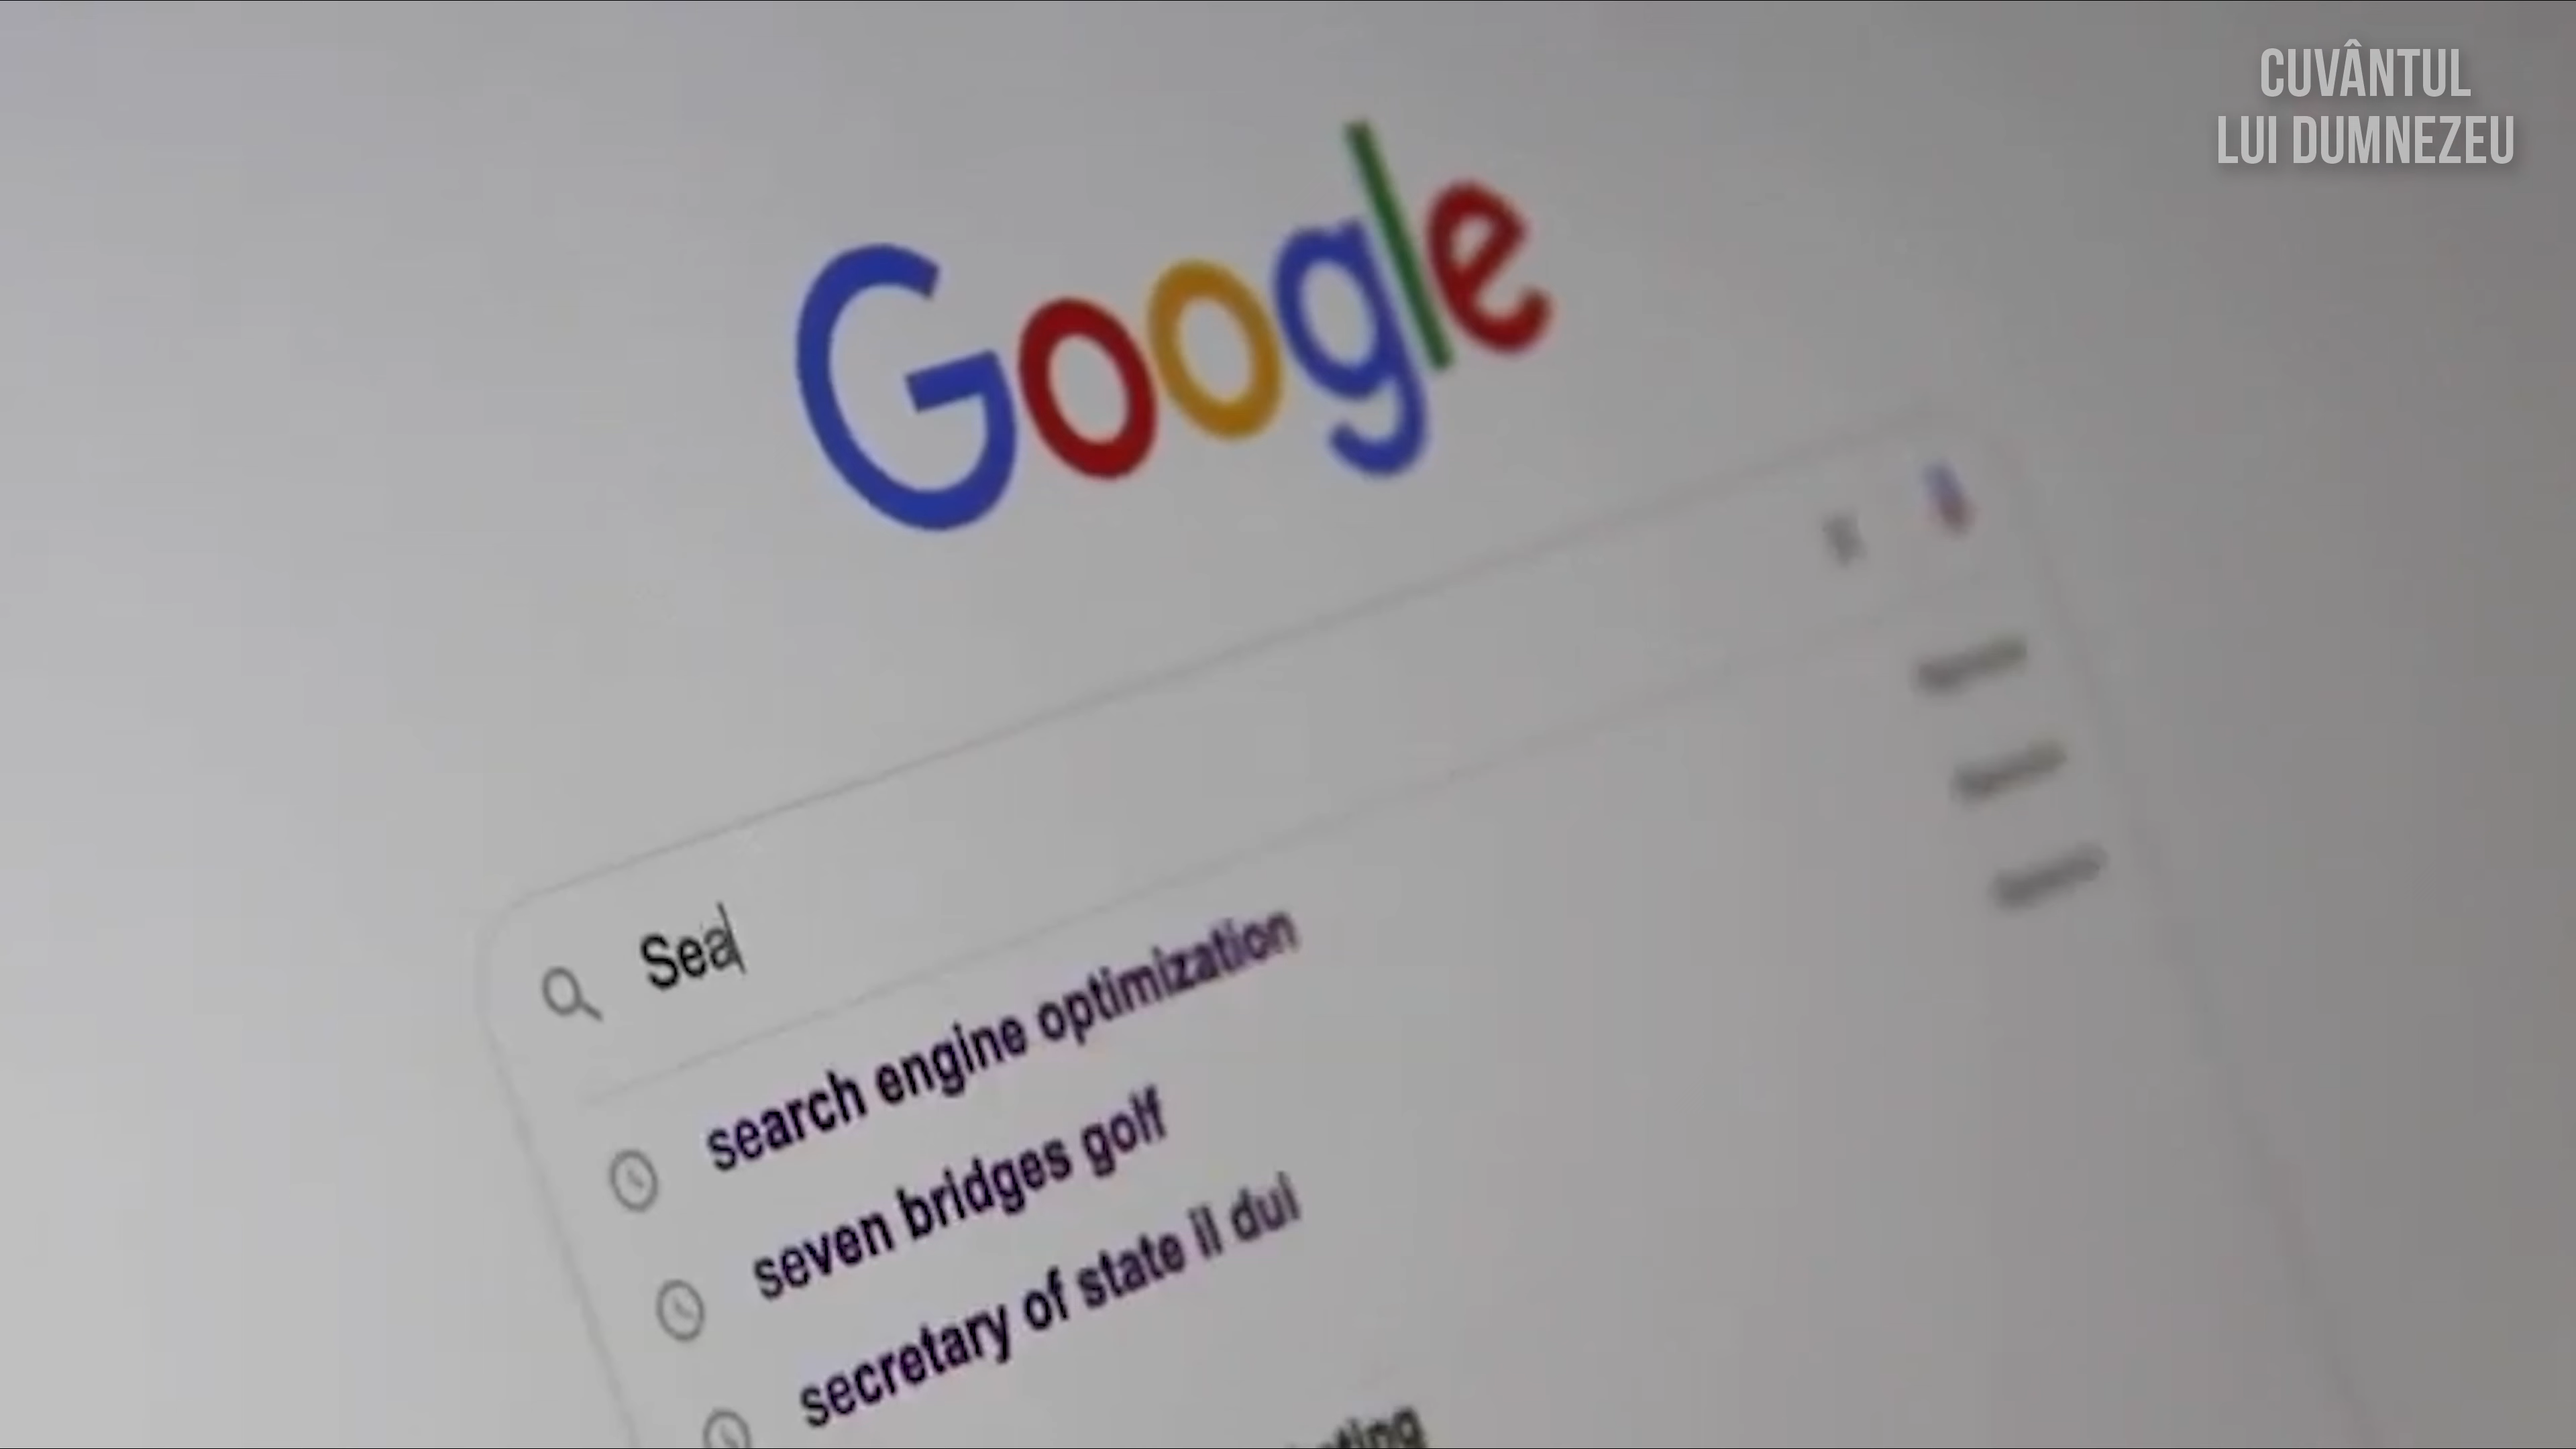 CUVÂNTUL
LUI DUMNEZEU
Google
Sea
search engine optimization
seven bridges golf
secretary of state il dui